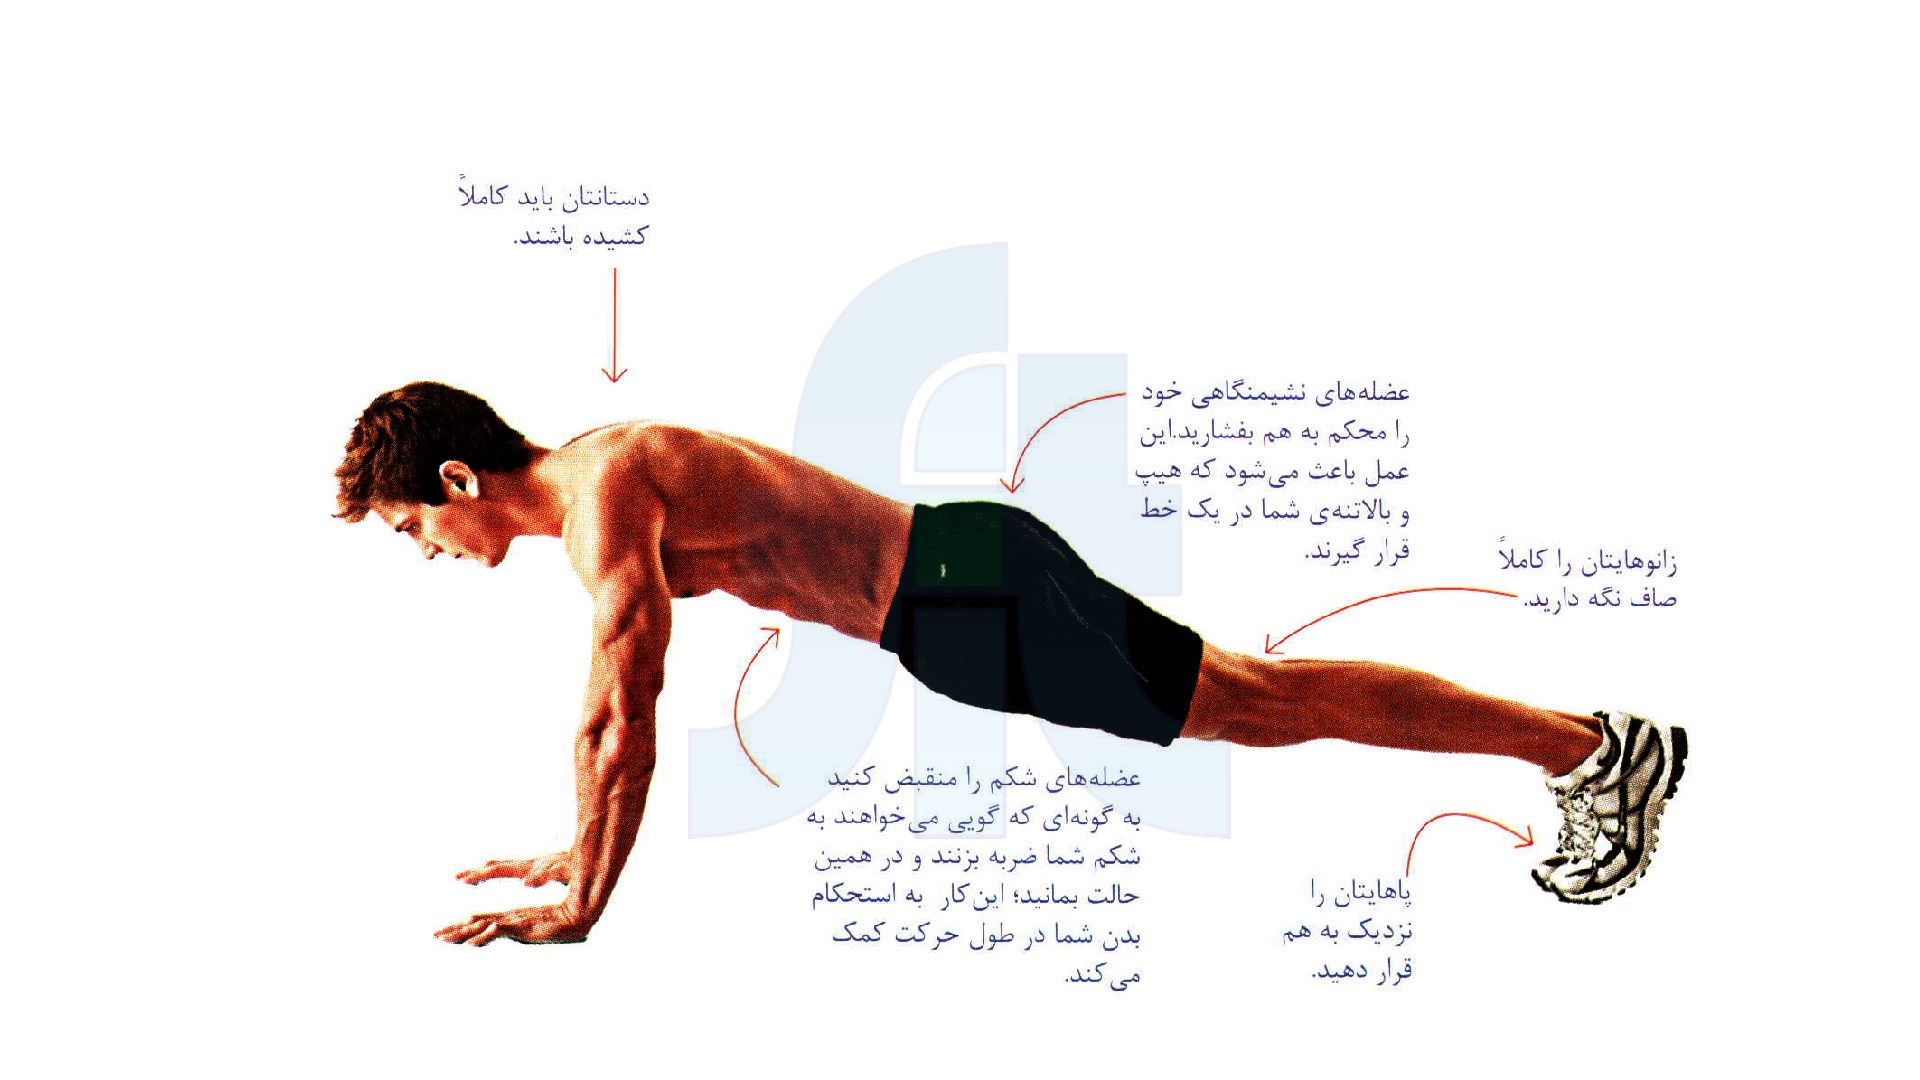 دستانتان باید کاملاً
کشیده باشند.
عضله‌های نشیمنگاهی خود
را محکم به هم بفشارید.این
عمل باعث می‌شود که هیپ
و بالاتنه‌ی شما در یک خط
قرار گیرند.
زانوهایتان را کاملاً
صاف نگه دارید.
عضله‌های شکم را منقبض کنید
به گونه‌ای که گویی می‌خواهند به
شکم شما ضربه بزنند و در همین
حالت بمانید؛ این‌کار به استحکام
بدن شما در طول حرکت کمک
می‌کند.
پاهایتان را
نزدیک به هم
قرار دهید.
fit